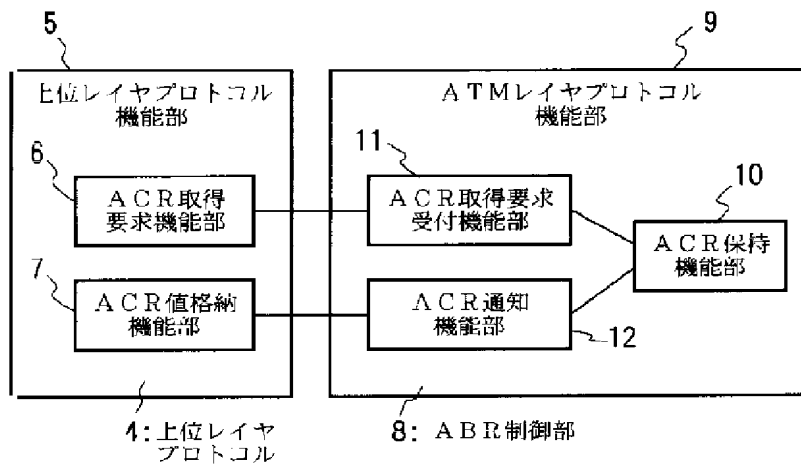 5
上位レイヤプロトコル
機能部
6
ACR取得
要求機能部
7
ACR値格納
機能部
4:上位レイヤ
プロトコル
9
ATMレイヤプロトコル
機能部
11
ACR取得要求
受付機能部
10
ACR保持
機能部
ACR通知
機能部
12
8: ABR制御部